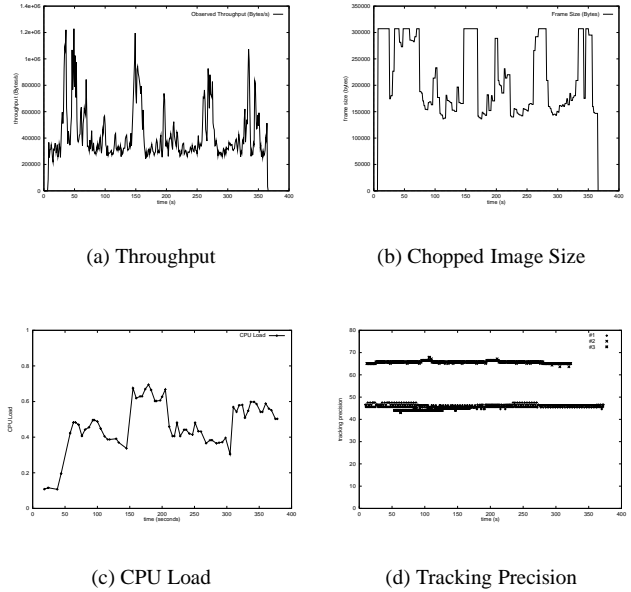 Observed Throughput (Bytes/s)
1.4e+06
1.2e+06
1e+06
800000
600000
400000
200000
0
throughput (Bytes/s)
0 50 100 150 200 250 300 350 400
time (s)
(a) Throughput
Frame Size (Bytes)
350000
300000
250000
200000
150000
100000
50000
0
frame size (bytes)
0 50 100 150 200 250 300 350 400
time (s)
(b) Chopped Image Size
CPU Load
1
0.8
0.6
0.4
0.2
0
CPU Load
0 50 100 150 200 250 300 350 400
time (seconds)
(c) CPU Load
#1
#2
#3
80
70
60
50
40
30
20
10
0
tracking precision
0 50 100 150 200 250 300 350 400
time (s)
(d) Tracking Precision